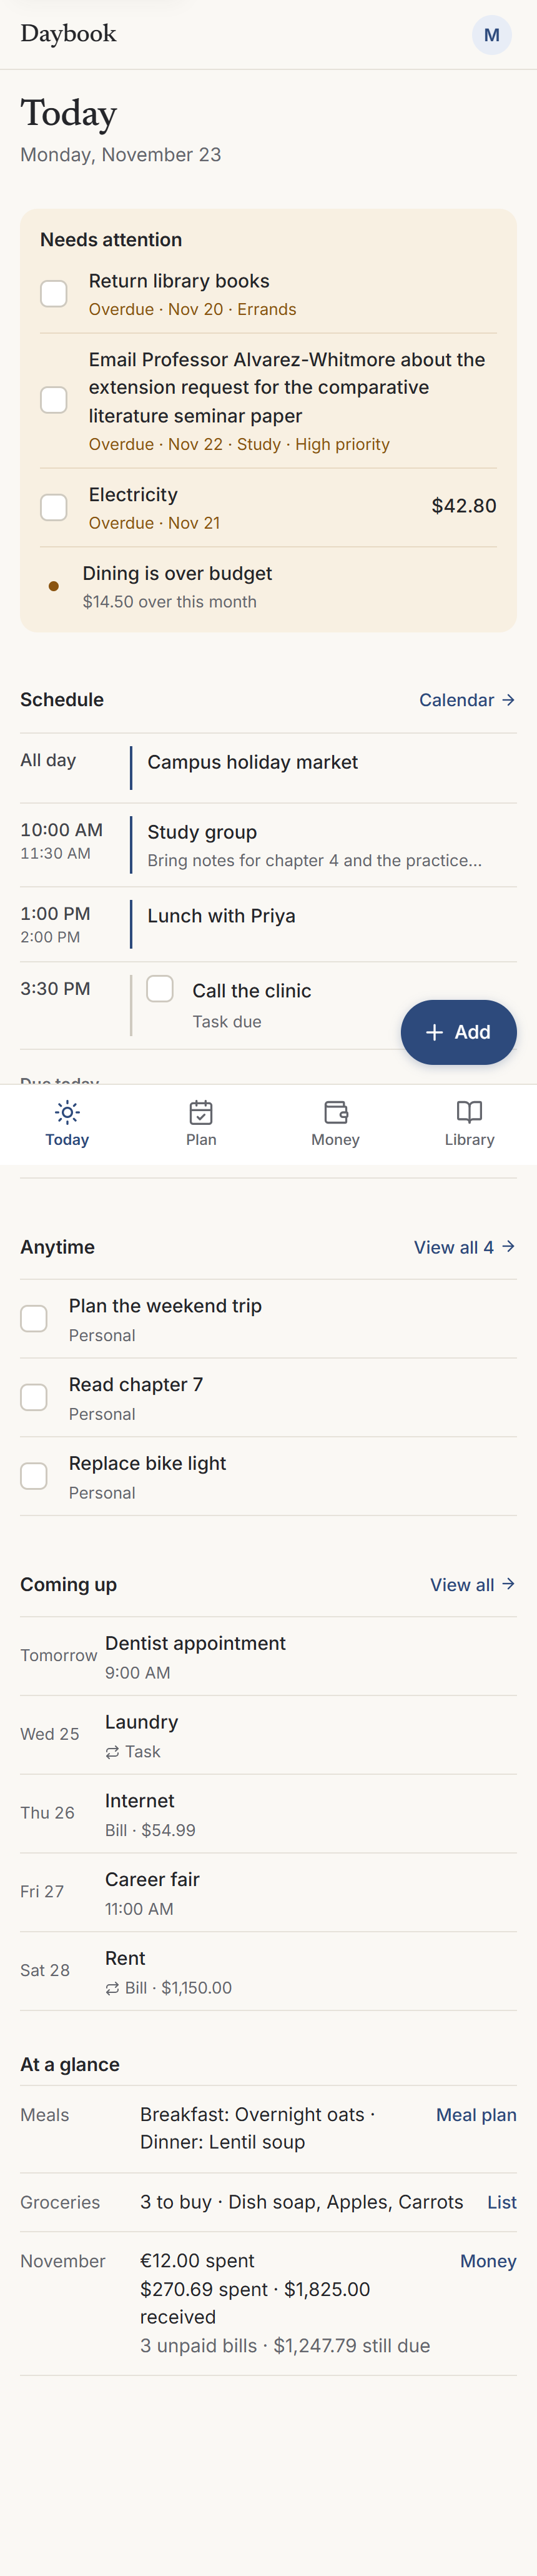 Daybook
M
Today
Monday, November 23
Needs attention
Return library books
Overdue · Nov 20 · Errands
Email Professor Alvarez-Whitmore about the
extension request for the comparative
literature seminar paper
Overdue · Nov 22 · Study · High priority
Electricity
$42.80
Overdue · Nov 21
Dining is over budget
$14.50 over this month
Schedule
Calendar →
All day
Campus holiday market
10:00 AM
Study group
11:30 AM
Bring notes for chapter 4 and the practice...
1:00 PM
Lunch with Priya
2:00 PM
3:30 PM
Call the clinic
Task due
+ Add
Today
Plan
Money
Library
Anytime
View all 4 →
Plan the weekend trip
Personal
Read chapter 7
Personal
Replace bike light
Personal
Coming up
View all →
Tomorrow
Dentist appointment
9:00 AM
Wed 25
Laundry
Task
Thu 26
Internet
Bill · $54.99
Fri 27
Career fair
11:00 AM
Sat 28
Rent
Bill · $1,150.00
At a glance
Meals
Breakfast: Overnight oats ·
Dinner: Lentil soup
Meal plan
Groceries
3 to buy · Dish soap, Apples, Carrots
List
November
€12.00 spent
Money
$270.69 spent · $1,825.00
received
3 unpaid bills · $1,247.79 still due